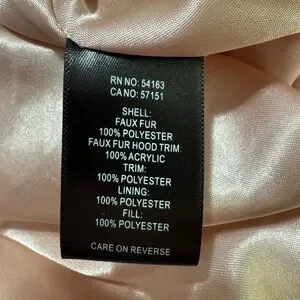 RN NO: 54163
CA NO: 57151
SHELL:
FAUX FUR
100% POLYESTER
FAUX FUR HOOD TRIM:
100% ACRYLIC
TRIM:
100% POLYESTER
LINING:
100% POLYESTER
FILL:
100% POLYESTER
CARE ON REVERSE